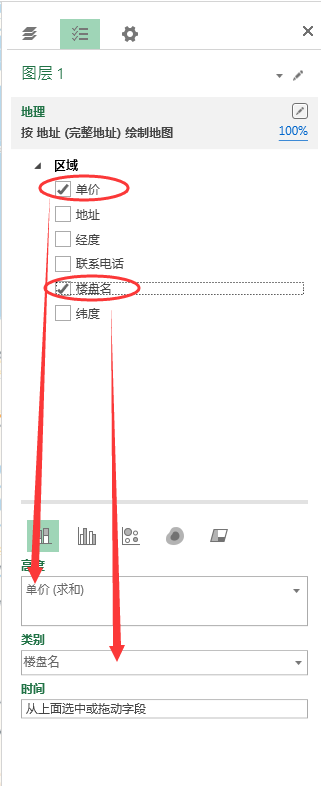 图层 1
地理
按 地址 (完整地址) 绘制地图 100%
区域
单价
地址
经度
联系电话
楼盘名
纬度
高度
单价 (求和)
类别
楼盘名
时间
从上面选中或拖动字段